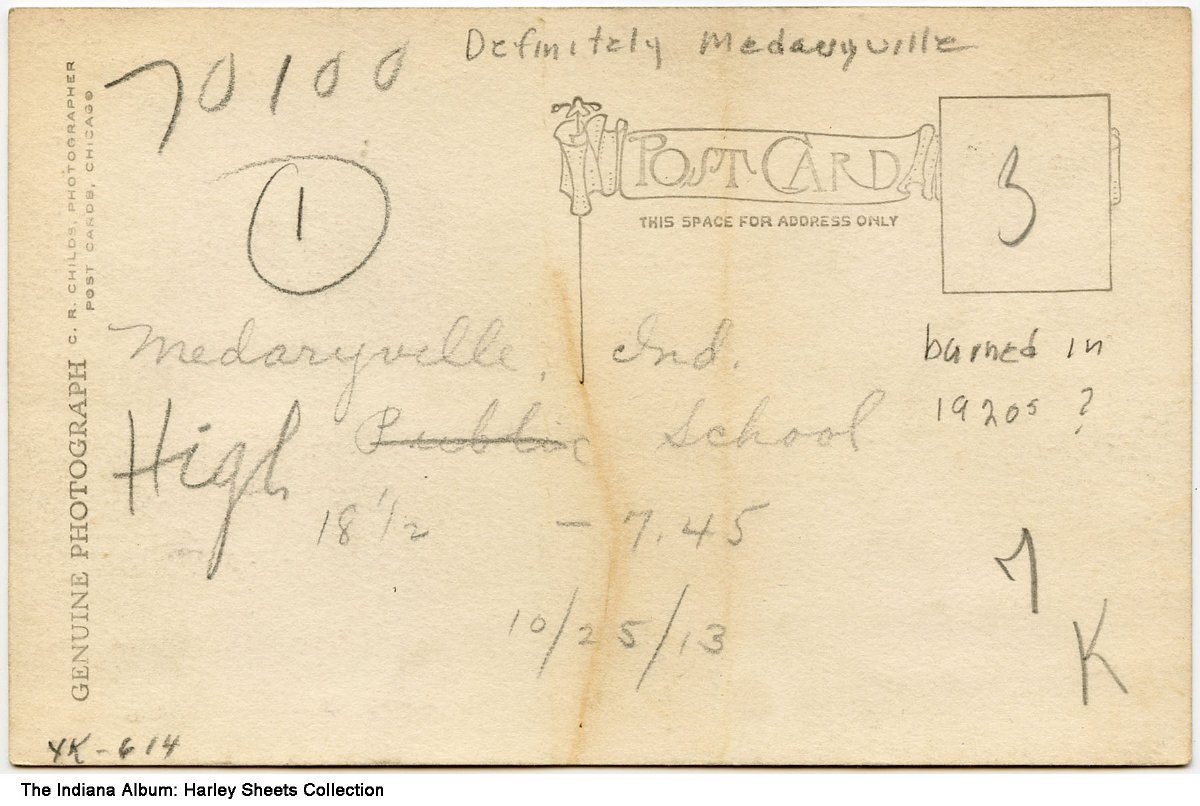 Definitely Medaryville
70100
1
POST CARD
THIS SPACE FOR ADDRESS ONLY
3
GENUINE PHOTOGRAPH C. R. CHILDS, PHOTOGRAPHER
POST CARDS, CHICAGO
Medaryville, Ind.
burned in
1920s ?
High Public School
18 1/2 - 7.45
10/25/13
7
K
YK-614
The Indiana Album: Harley Sheets Collection